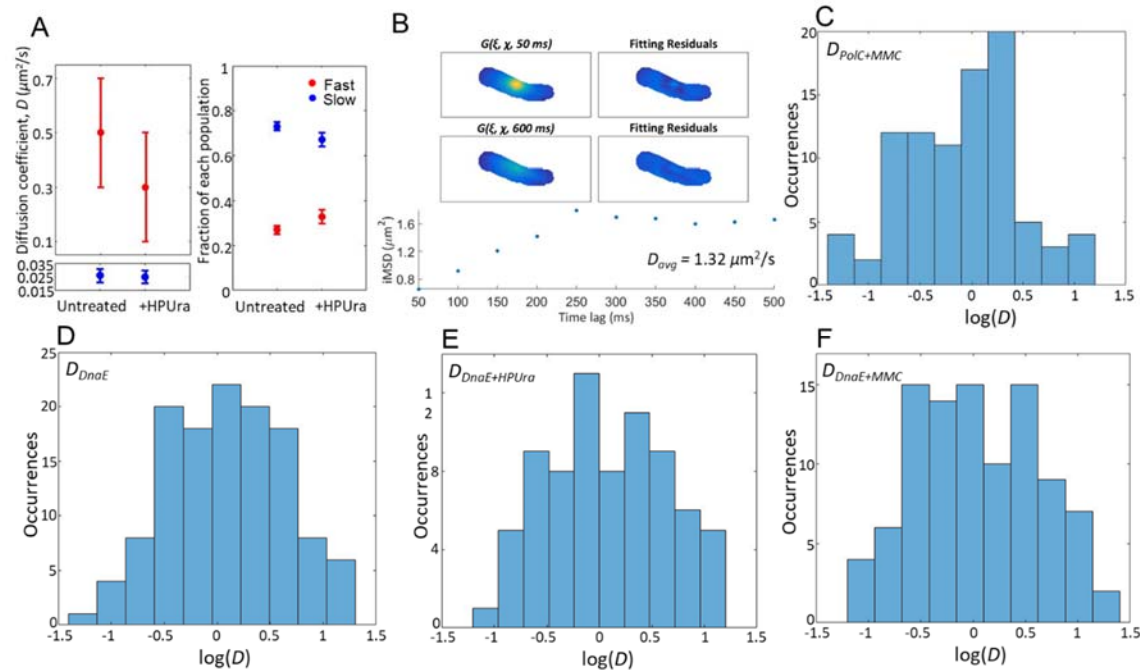 A
Diffusion coefficient, D (μm²/s)
0.7
0.5
0.3
0.1
0.035
0.025
0.015
Untreated +HPUra
Fraction of each population
1
0.8
0.6
0.4
0.2
0
Fast
Slow
Untreated +HPUra
B
G(ξ, χ, 50 ms) Fitting Residuals
G(ξ, χ, 600 ms) Fitting Residuals
iMSD (μm²)
1.6
1.2
0.8
D_avg = 1.32 μm²/s
50 100 150 200 250 300 350 400 450 500
Time lag (ms)
C
D_PolC+MMC
Occurrences
20
15
10
5
0
-1.5 -1 -0.5 0 0.5 1 1.5
log(D)
D
D_DnaE
Occurrences
25
20
15
10
5
0
-1.5 -1 -0.5 0 0.5 1 1.5
log(D)
E
D_DnaE+HPUra
Occurrences
1
2
8
4
0
-1.5 -1 -0.5 0 0.5 1 1.5
log(D)
F
D_DnaE+MMC
Occurrences
15
10
5
0
-1.5 -1 -0.5 0 0.5 1 1.5
log(D)